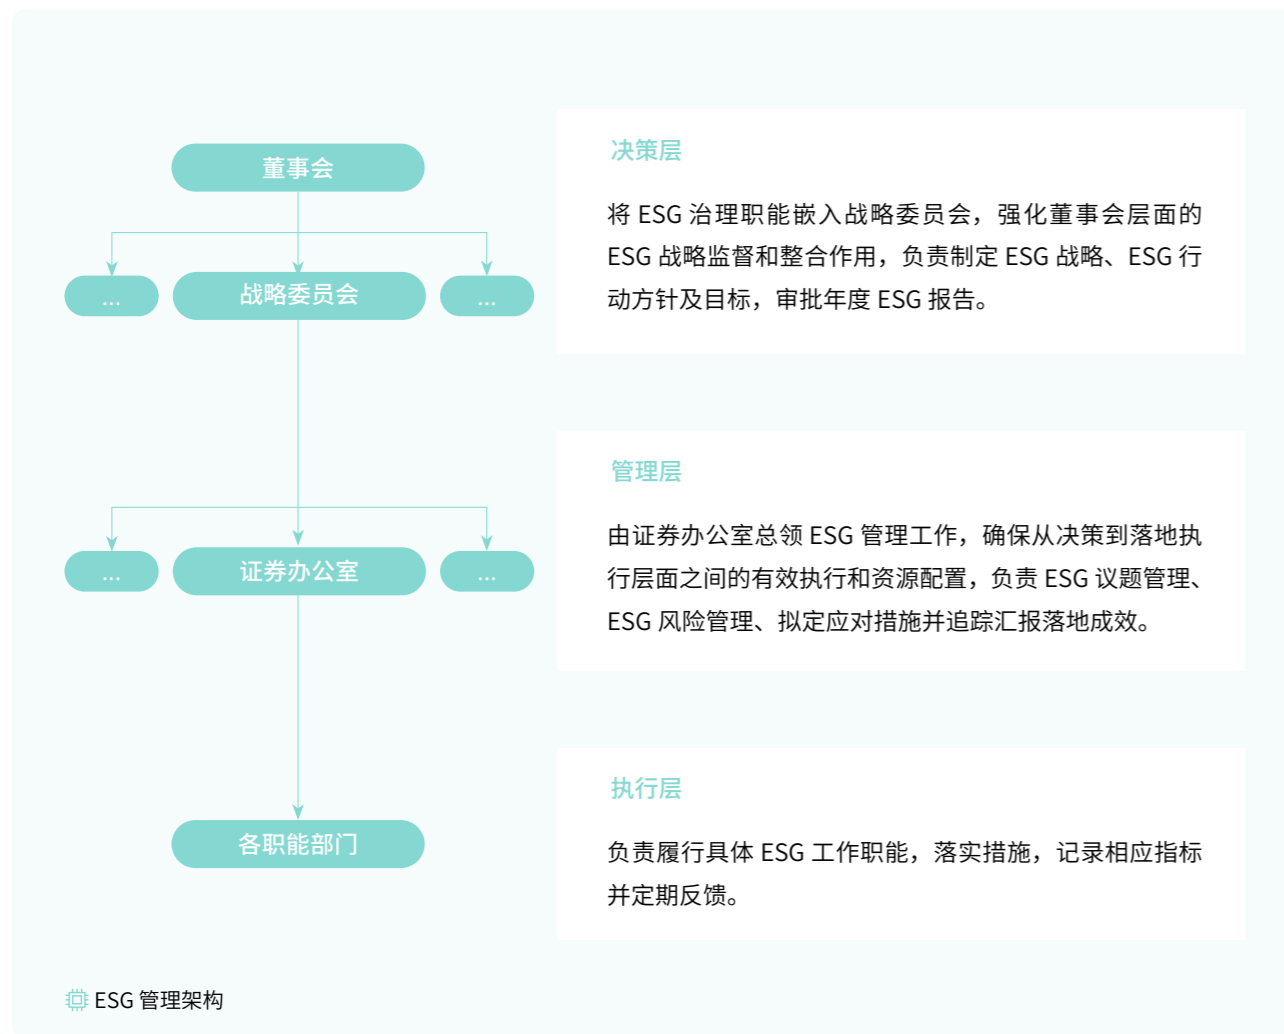 董事会
...
战略委员会
...
决策层
将 ESG 治理职能嵌入战略委员会，强化董事会层面的
ESG 战略监督和整合作用，负责制定 ESG 战略、ESG 行
动方针及目标，审批年度 ESG 报告。
...
证券办公室
...
管理层
由证券办公室总领 ESG 管理工作，确保从决策到落地执
行层面之间的有效执行和资源配置，负责 ESG 议题管理、
ESG 风险管理、拟定应对措施并追踪汇报落地成效。
各职能部门
执行层
负责履行具体 ESG 工作职能，落实措施，记录相应指标
并定期反馈。
ESG 管理架构